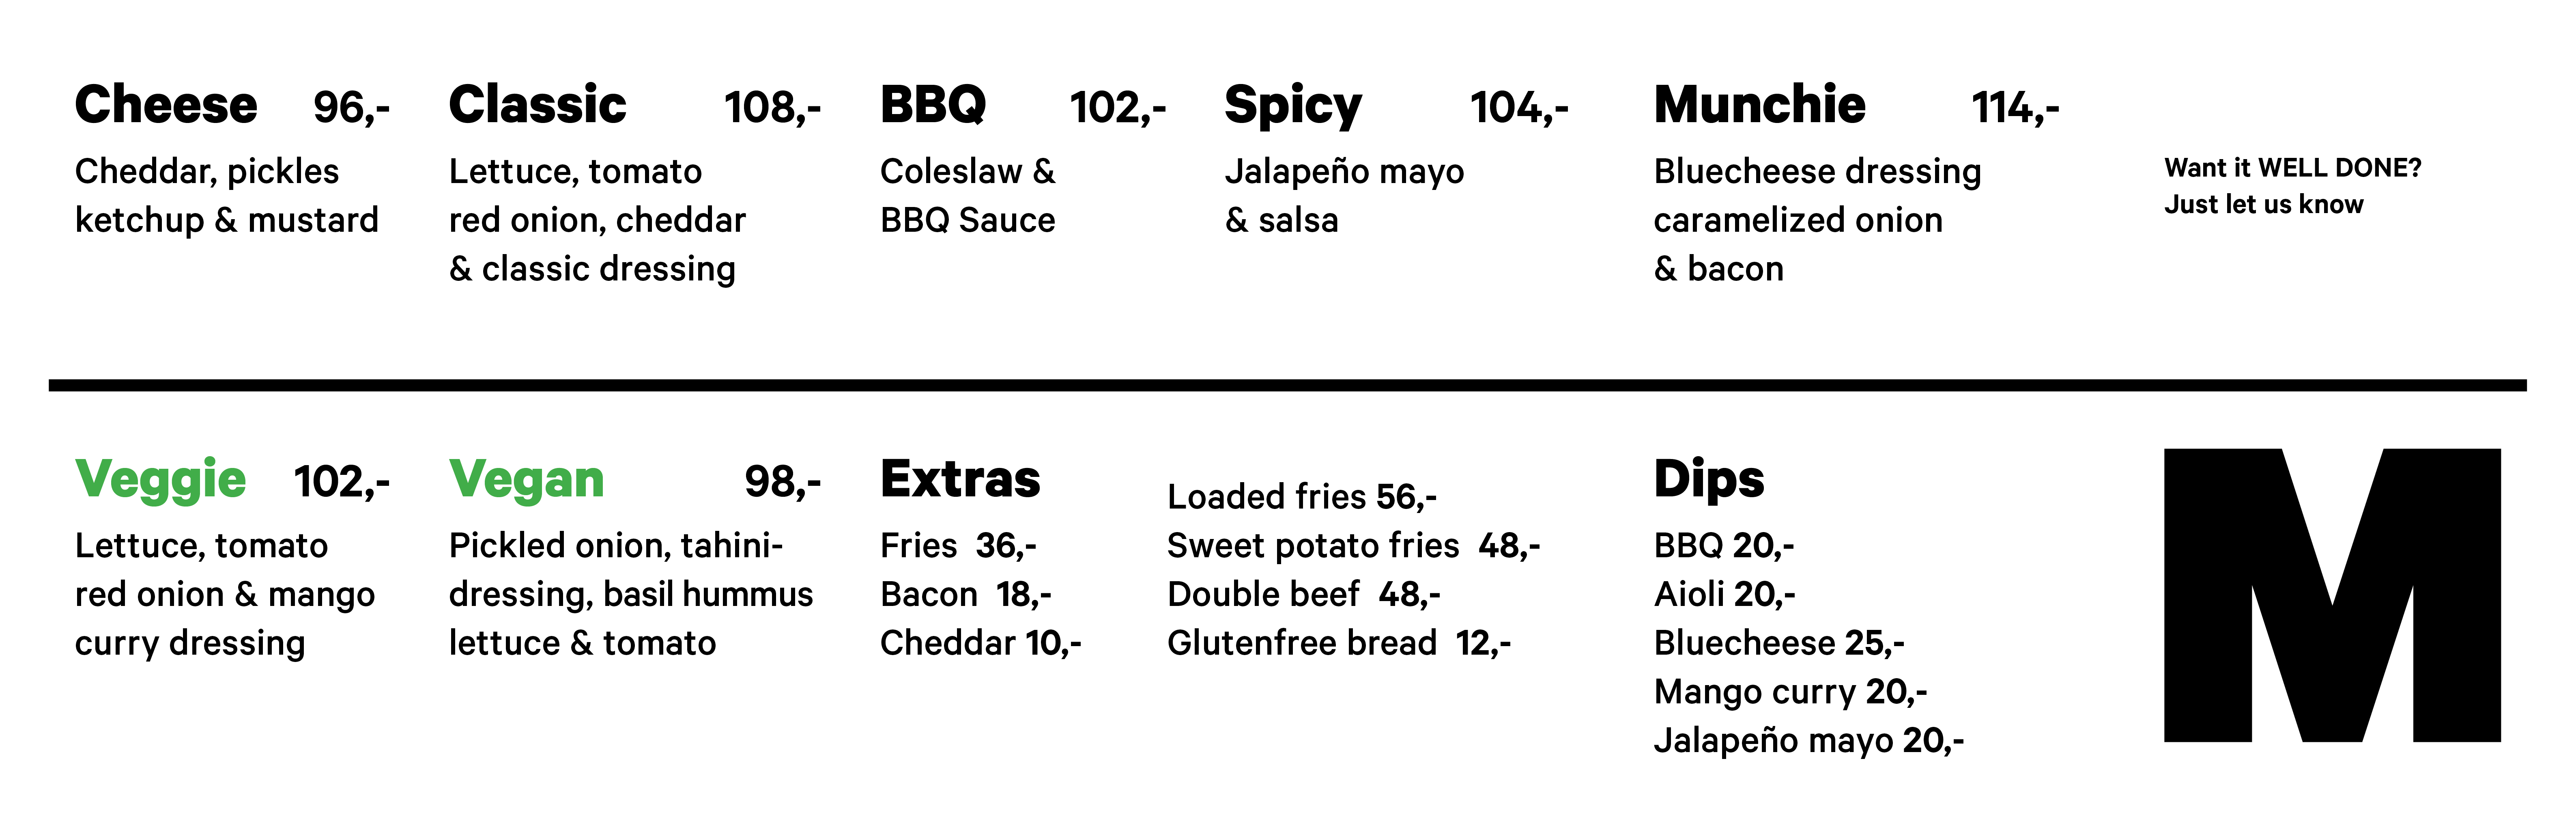 Cheese 96,-
Cheddar, pickles
ketchup & mustard
Classic 108,-
Lettuce, tomato
red onion, cheddar
& classic dressing
BBQ 102,-
Coleslaw &
BBQ Sauce
Spicy 104,-
Jalapeño mayo
& salsa
Munchie 114,-
Bluecheese dressing
caramelized onion
& bacon
Want it WELL DONE?
Just let us know
Veggie 102,-
Lettuce, tomato
red onion & mango
curry dressing
Vegan 98,-
Pickled onion, tahini-
dressing, basil hummus
lettuce & tomato
Extras
Fries 36,-
Bacon 18,-
Cheddar 10,-
Loaded fries 56,-
Sweet potato fries 48,-
Double beef 48,-
Glutenfree bread 12,-
Dips
BBQ 20,-
Aioli 20,-
Bluecheese 25,-
Mango curry 20,-
Jalapeño mayo 20,-
M